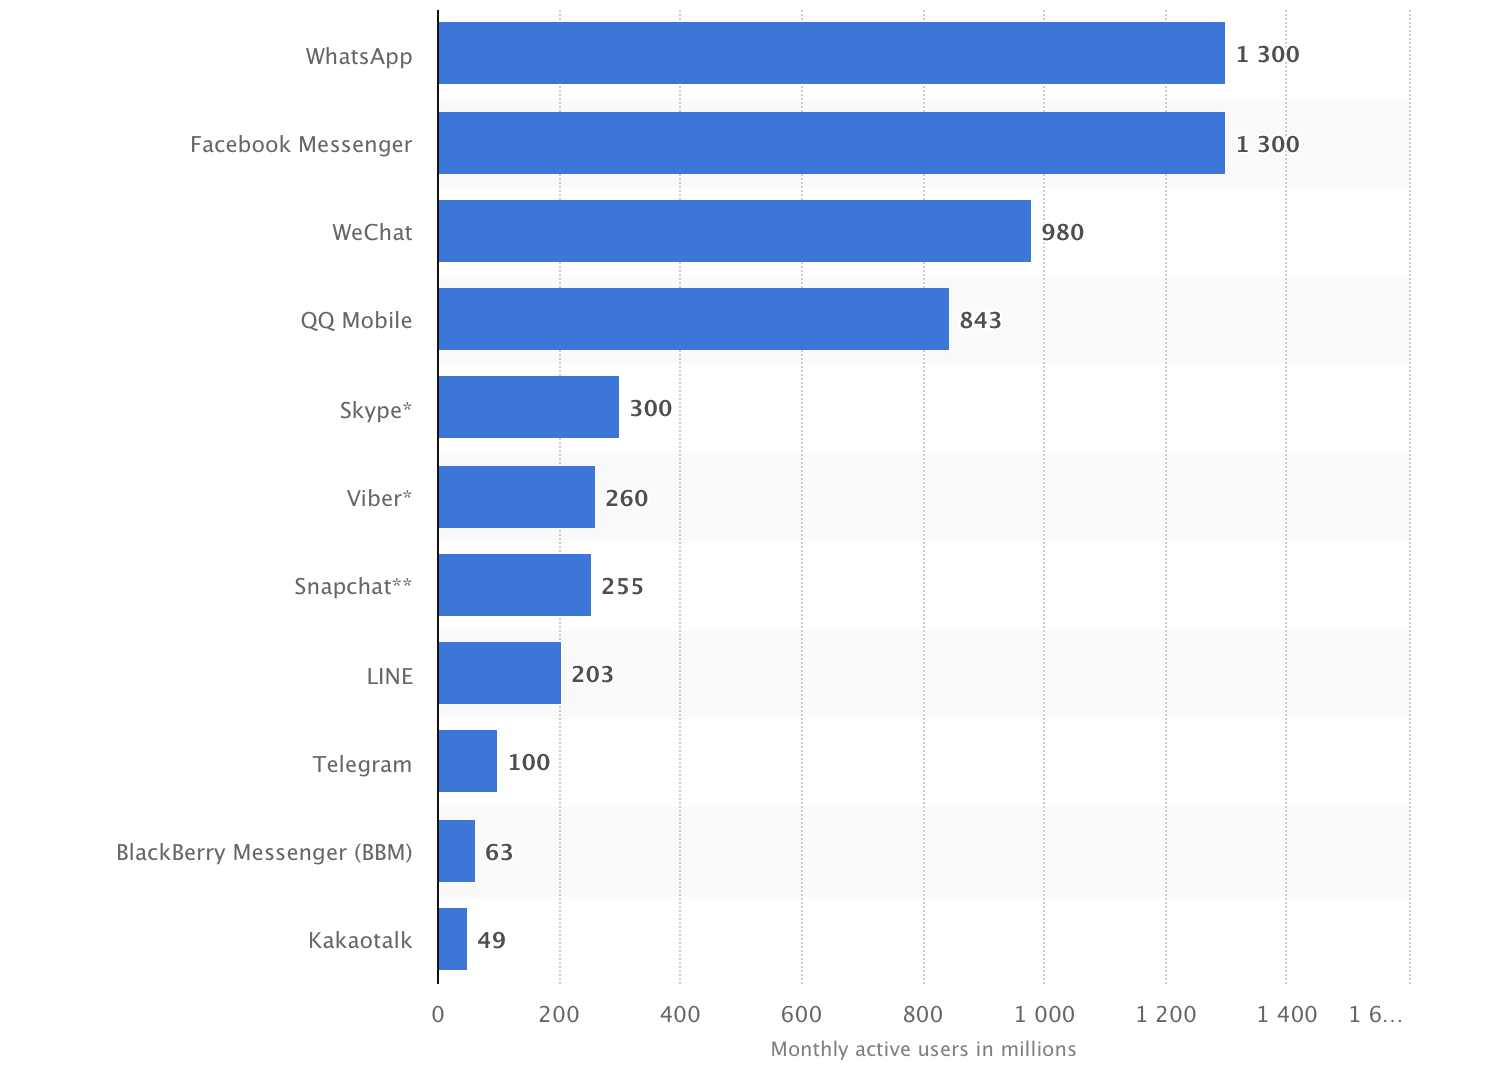 WhatsApp 1 300
Facebook Messenger 1 300
WeChat 980
QQ Mobile 843
Skype* 300
Viber* 260
Snapchat** 255
LINE 203
Telegram 100
BlackBerry Messenger (BBM) 63
Kakaotalk 49
0 200 400 600 800 1 000 1 200 1 400 1 6...
Monthly active users in millions